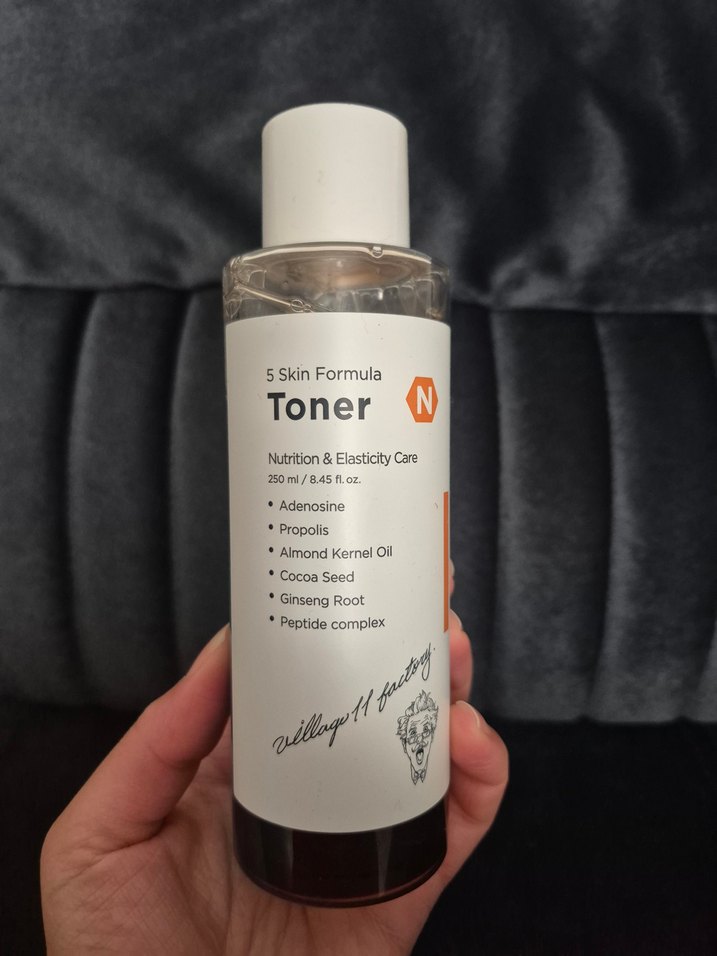 5 Skin Formula
Toner
N
Nutrition & Elasticity Care
250 ml / 8.45 fl. oz.
• Adenosine
• Propolis
• Almond Kernel Oil
• Cocoa Seed
• Ginseng Root
• Peptide complex
village 11 factory.